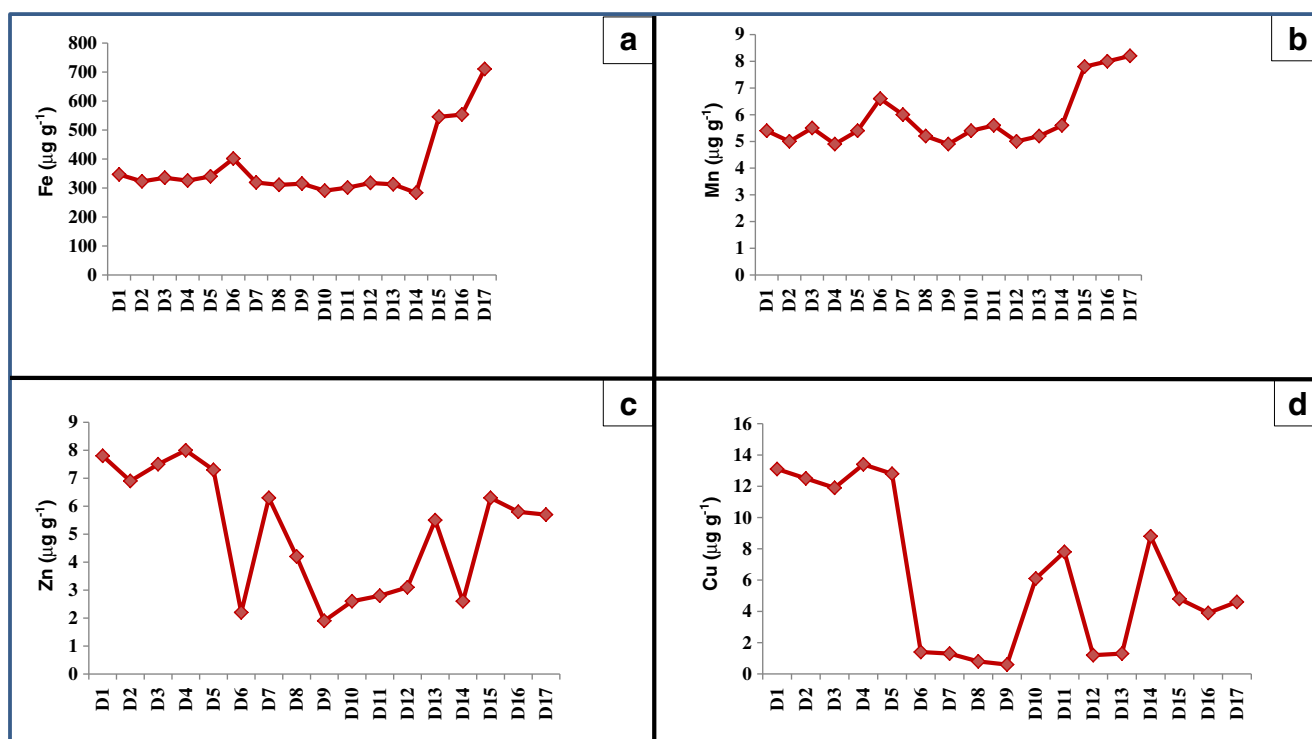 a
800
700
600
500
400
300
200
100
0
Fe (µg g-1)
D1
D2
D3
D4
D5
D6
D7
D8
D9
D10
D11
D12
D13
D14
D15
D16
D17
b
9
8
7
6
5
4
3
2
1
0
Mn (µg g-1)
D1
D2
D3
D4
D5
D6
D7
D8
D9
D10
D11
D12
D13
D14
D15
D16
D17
c
9
8
7
6
5
4
3
2
1
0
Zn (µg g-1)
D1
D2
D3
D4
D5
D6
D7
D8
D9
D10
D11
D12
D13
D14
D15
D16
D17
d
16
14
12
10
8
6
4
2
0
Cu (µg g-1)
D1
D2
D3
D4
D5
D6
D7
D8
D9
D10
D11
D12
D13
D14
D15
D16
D17